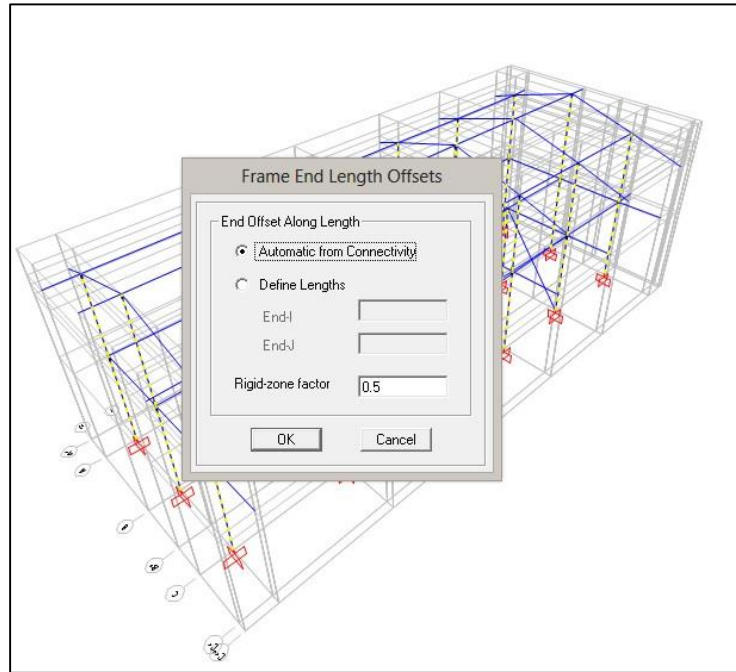 Frame End Length Offsets
End Offset Along Length
Automatic from Connectivity
Define Lengths
End-I
End-J
Rigid-zone factor
0.5
OK
Cancel